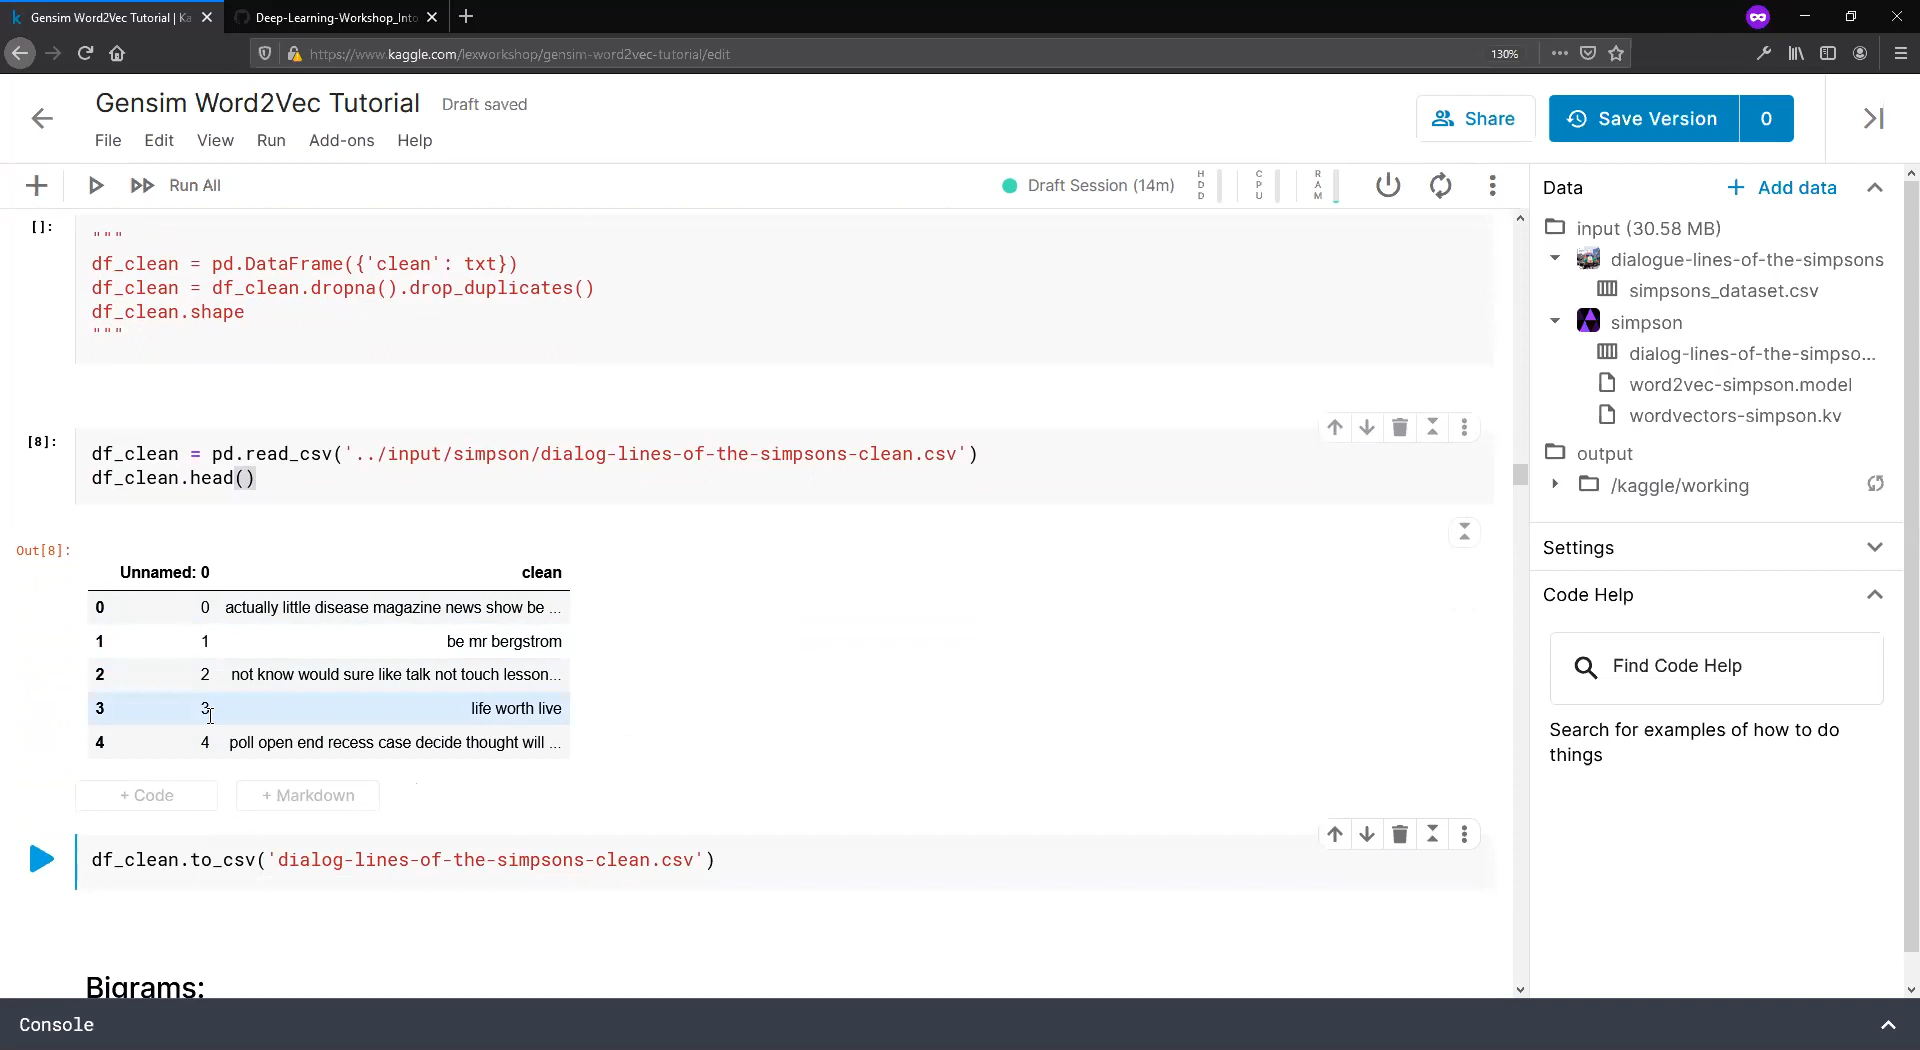 Gensim Word2Vec Tutorial | Ka
Deep-Learning-Workshop_Into
https://www.kaggle.com/lexworkshop/gensim-word2vec-tutorial/edit
130%
Gensim Word2Vec Tutorial Draft saved
File Edit View Run Add-ons Help
Share
Save Version 0
Run All
Draft Session (14m) HDD CPU RAM
[]:
"""
df_clean = pd.DataFrame({'clean': txt})
df_clean = df_clean.dropna().drop_duplicates()
df_clean.shape
"""
[8]:
df_clean = pd.read_csv('../input/simpson/dialog-lines-of-the-simpsons-clean.csv')
df_clean.head()
Out[8]:
Unnamed: 0 clean
0 0 actually little disease magazine news show be ...
1 1 be mr bergstrom
2 2 not know would sure like talk not touch lesson...
3 3 life worth live
4 4 poll open end recess case decide thought will ...
+ Code + Markdown
df_clean.to_csv('dialog-lines-of-the-simpsons-clean.csv')
Bigrams:
Console
Data + Add data
input (30.58 MB)
dialogue-lines-of-the-simpsons
simpsons_dataset.csv
simpson
dialog-lines-of-the-simpso...
word2vec-simpson.model
wordvectors-simpson.kv
output
/kaggle/working
Settings
Code Help
Find Code Help
Search for examples of how to do
things